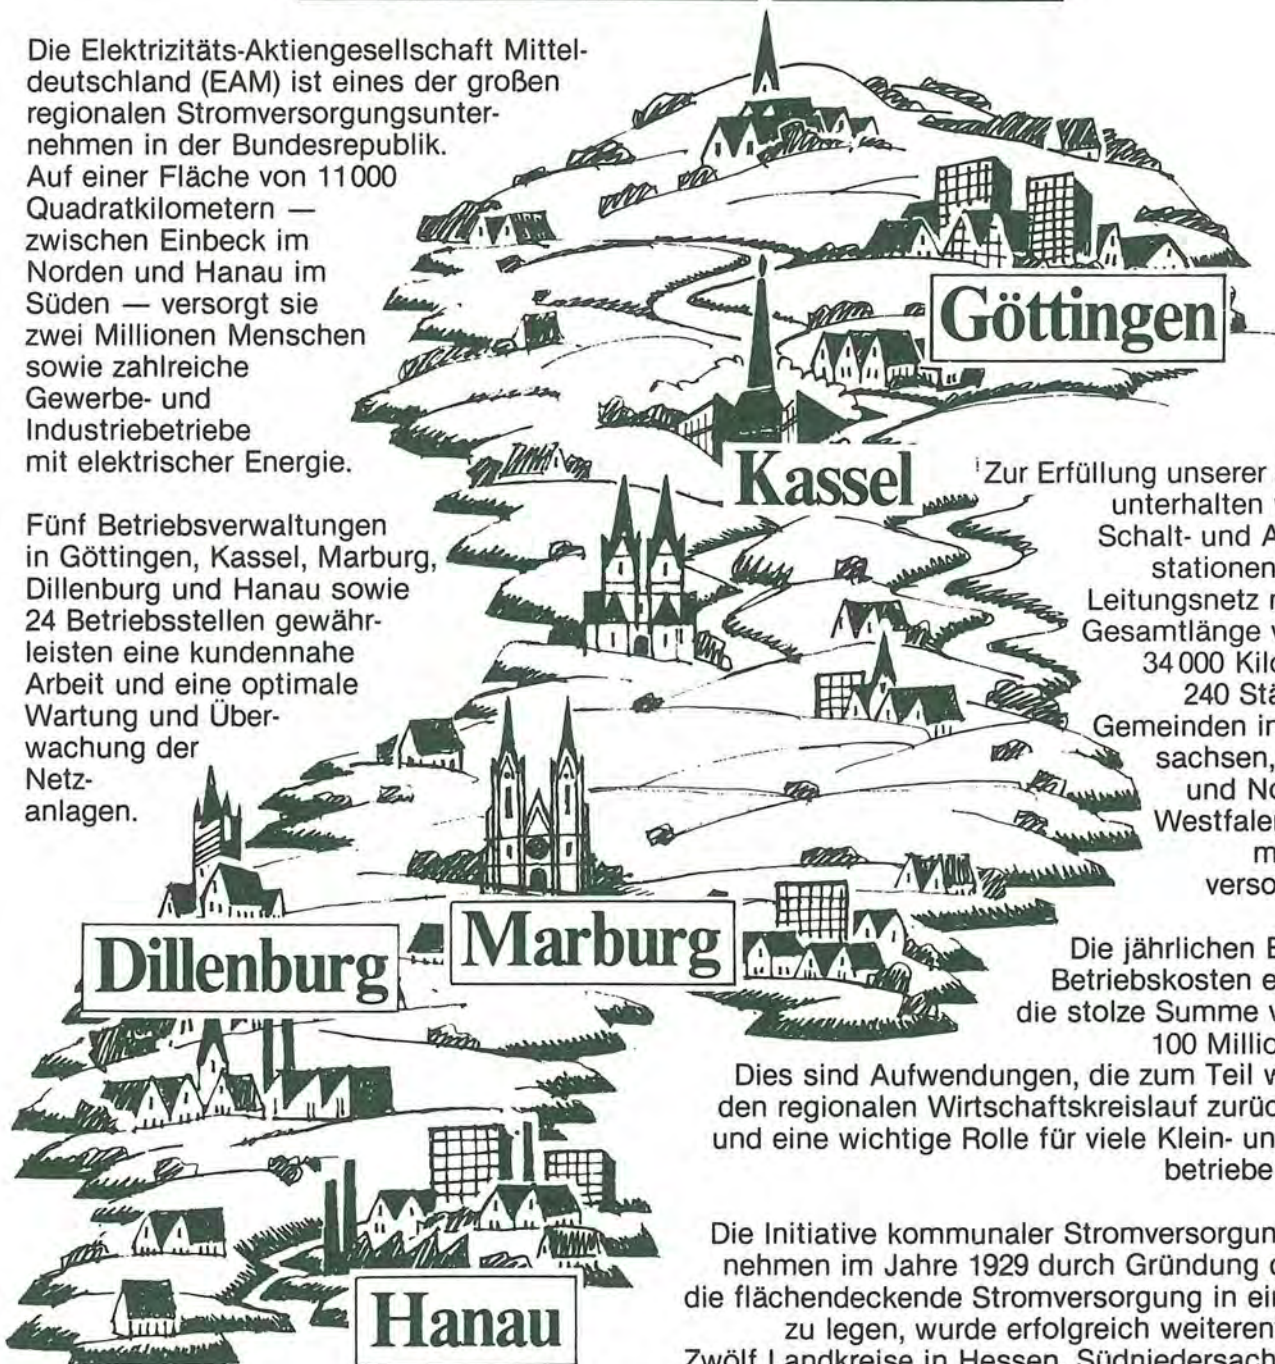 Die Elektrizitäts-Aktiengesellschaft Mittel-
deutschland (EAM) ist eines der großen
regionalen Stromversorgungsunter-
nehmen in der Bundesrepublik.
Auf einer Fläche von 11000
Quadratkilometern —
zwischen Einbeck im
Norden und Hanau im
Süden — versorgt sie
zwei Millionen Menschen
sowie zahlreiche
Gewerbe- und
Industriebetriebe
mit elektrischer Energie.
Fünf Betriebsverwaltungen
in Göttingen, Kassel, Marburg,
Dillenburg und Hanau sowie
24 Betriebsstellen gewähr-
leisten eine kundennahe
Arbeit und eine optimale
Wartung und Über-
wachung der
Netz-
anlagen.
Göttingen
Kassel
Marburg
Dillenburg
Hanau
Zur Erfüllung unserer
unterhalten
Schalt- und
stationen
Leitungsnetz
Gesamtlänge
34000
240
Gemeinden
sachsen,
und
Westfalen
Die jährlichen
Betriebskosten
die stolze Summe
100
Dies sind Aufwendungen, die zum Teil
den regionalen Wirtschaftskreislauf
und eine wichtige Rolle für viele Klein-
betriebe
Die Initiative kommunaler
nehmen im Jahre 1929 durch Gründung
die flächendeckende Stromversorgung in
zu legen, wurde erfolgreich
Zwölf Landkreise in Hessen,